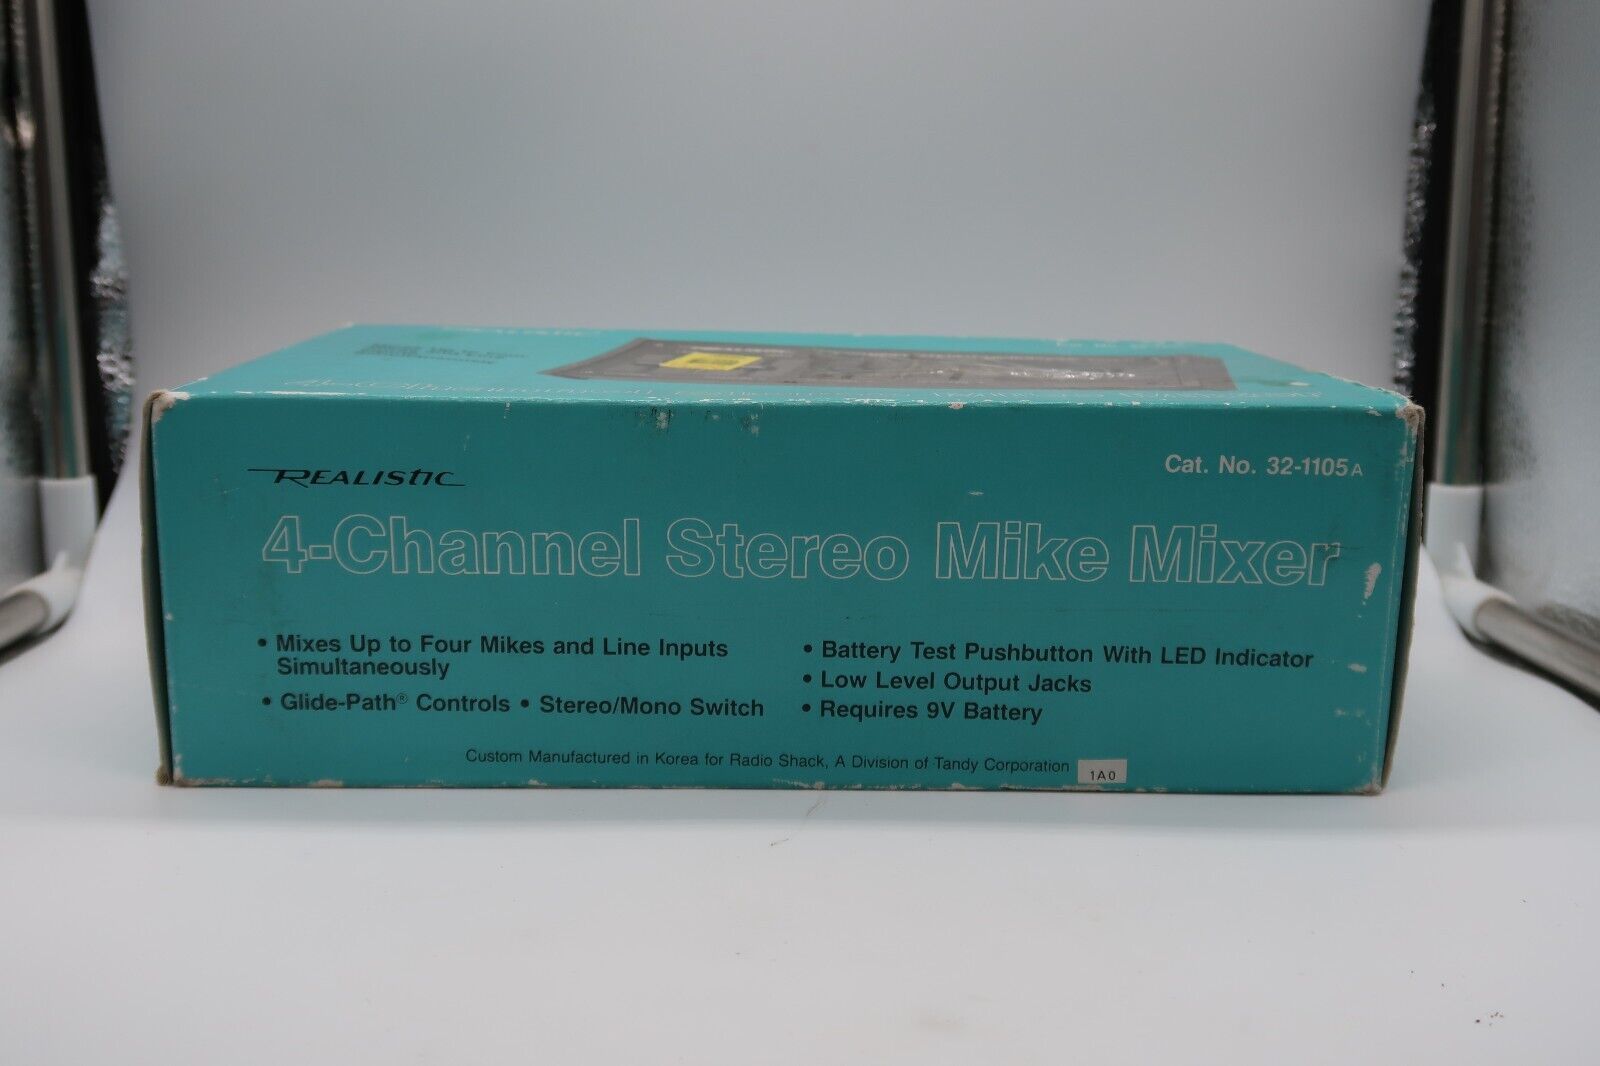 REALISTIC
Cat. No. 32-1105A
4-Channel Stereo Mike Mixer
• Mixes Up to Four Mikes and Line Inputs
Simultaneously
• Glide-Path® Controls • Stereo/Mono Switch
• Battery Test Pushbutton With LED Indicator
• Low Level Output Jacks
• Requires 9V Battery
Custom Manufactured in Korea for Radio Shack, A Division of Tandy Corporation
1A0